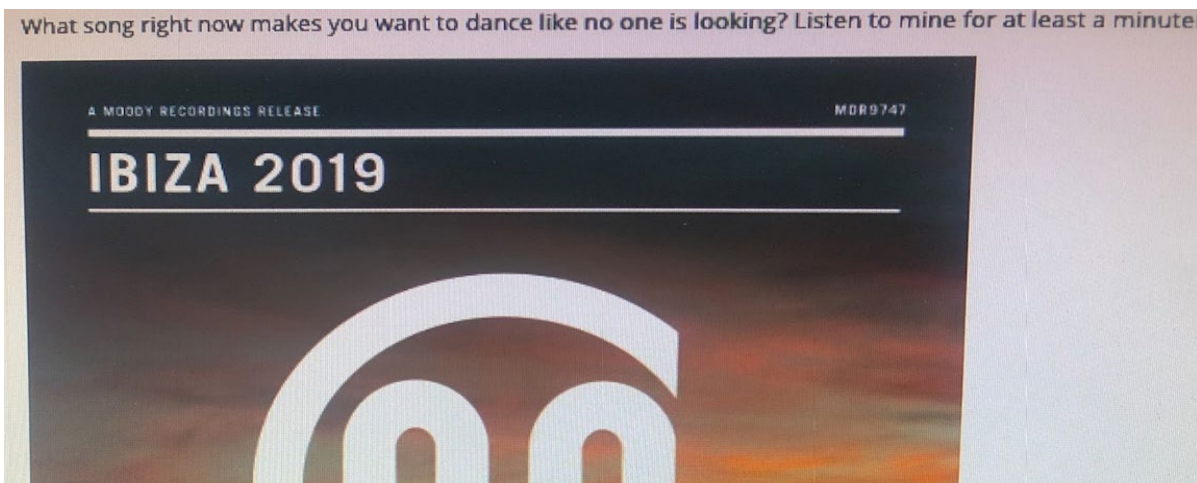 What song right now makes you want to dance like no one is looking? Listen to mine for at least a minute
A MOODY RECORDINGS RELEASE
MDR9747
IBIZA 2019